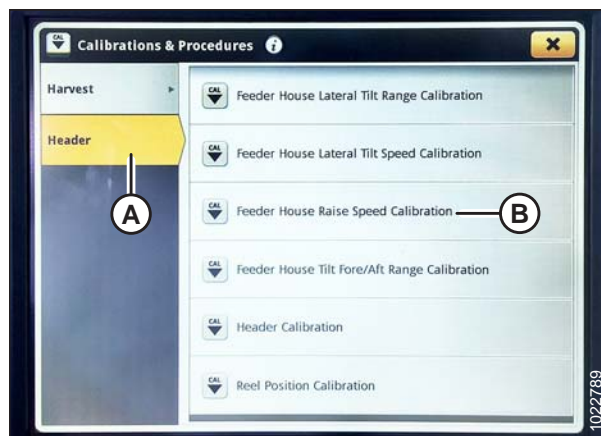 CAL Calibrations & Procedures i
Harvest
Header
A
CAL Feeder House Lateral Tilt Range Calibration
CAL Feeder House Lateral Tilt Speed Calibration
CAL Feeder House Raise Speed Calibration
B
CAL Feeder House Tilt Fore/Aft Range Calibration
CAL Header Calibration
CAL Reel Position Calibration
1022789